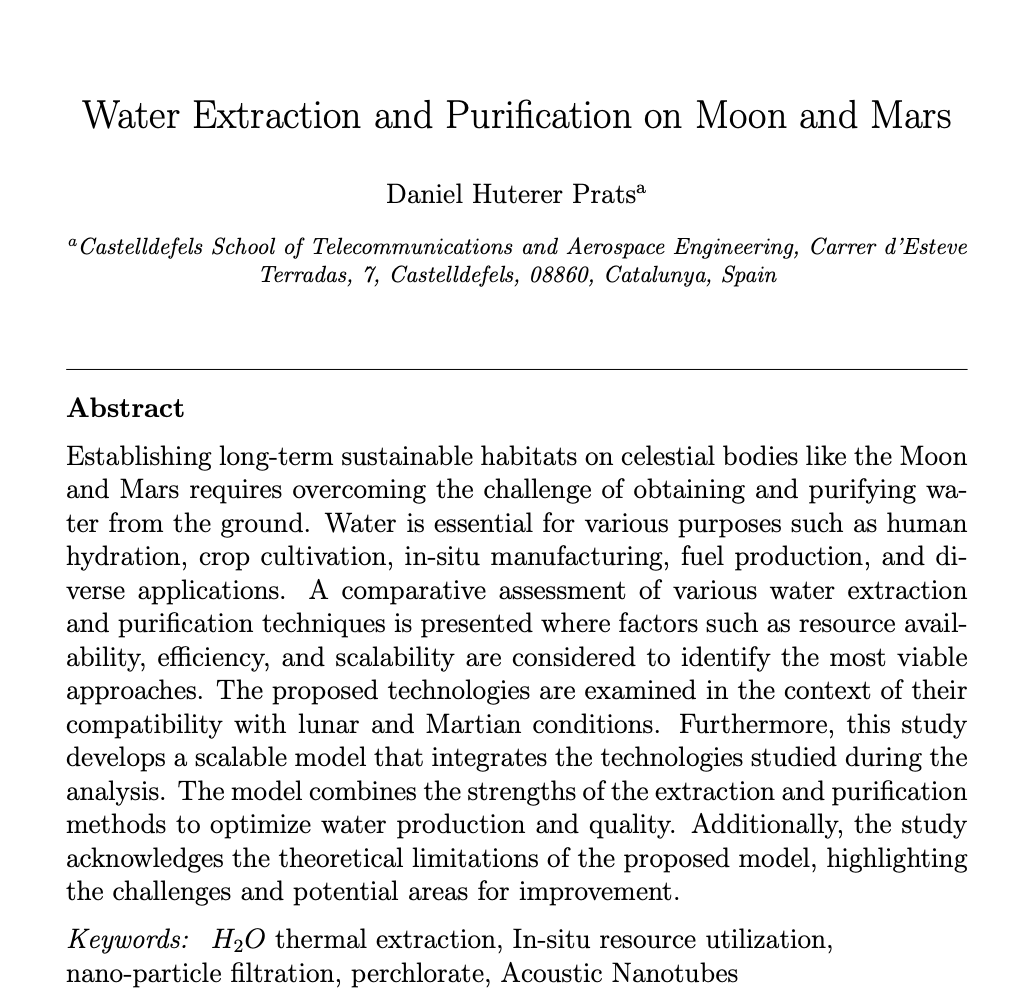 Water Extraction and Purification on Moon and Mars
Daniel Huterer Pratsᵃ
ᵃCastelldefels School of Telecommunications and Aerospace Engineering, Carrer d'Esteve
Terradas, 7, Castelldefels, 08860, Catalunya, Spain
Abstract
Establishing long-term sustainable habitats on celestial bodies like the Moon
and Mars requires overcoming the challenge of obtaining and purifying wa-
ter from the ground. Water is essential for various purposes such as human
hydration, crop cultivation, in-situ manufacturing, fuel production, and di-
verse applications. A comparative assessment of various water extraction
and purification techniques is presented where factors such as resource avail-
ability, efficiency, and scalability are considered to identify the most viable
approaches. The proposed technologies are examined in the context of their
compatibility with lunar and Martian conditions. Furthermore, this study
develops a scalable model that integrates the technologies studied during the
analysis. The model combines the strengths of the extraction and purification
methods to optimize water production and quality. Additionally, the study
acknowledges the theoretical limitations of the proposed model, highlighting
the challenges and potential areas for improvement.
Keywords: H₂O thermal extraction, In-situ resource utilization,
nano-particle filtration, perchlorate, Acoustic Nanotubes